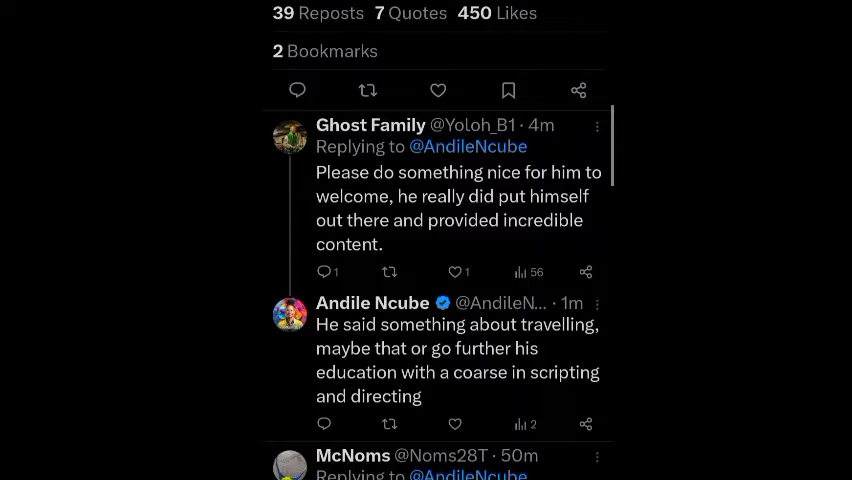 39 Reposts 7 Quotes 450 Likes
2 Bookmarks
Ghost Family @Yoloh_B1 · 4m
Replying to @AndileNcube
Please do something nice for him to
welcome, he really did put himself
out there and provided incredible
content.
1 1 56
Andile Ncube @AndileN... · 1m
He said something about travelling,
maybe that or go further his
education with a coarse in scripting
and directing
2
McNoms @Noms28T · 50m
Replying to @AndileNcube